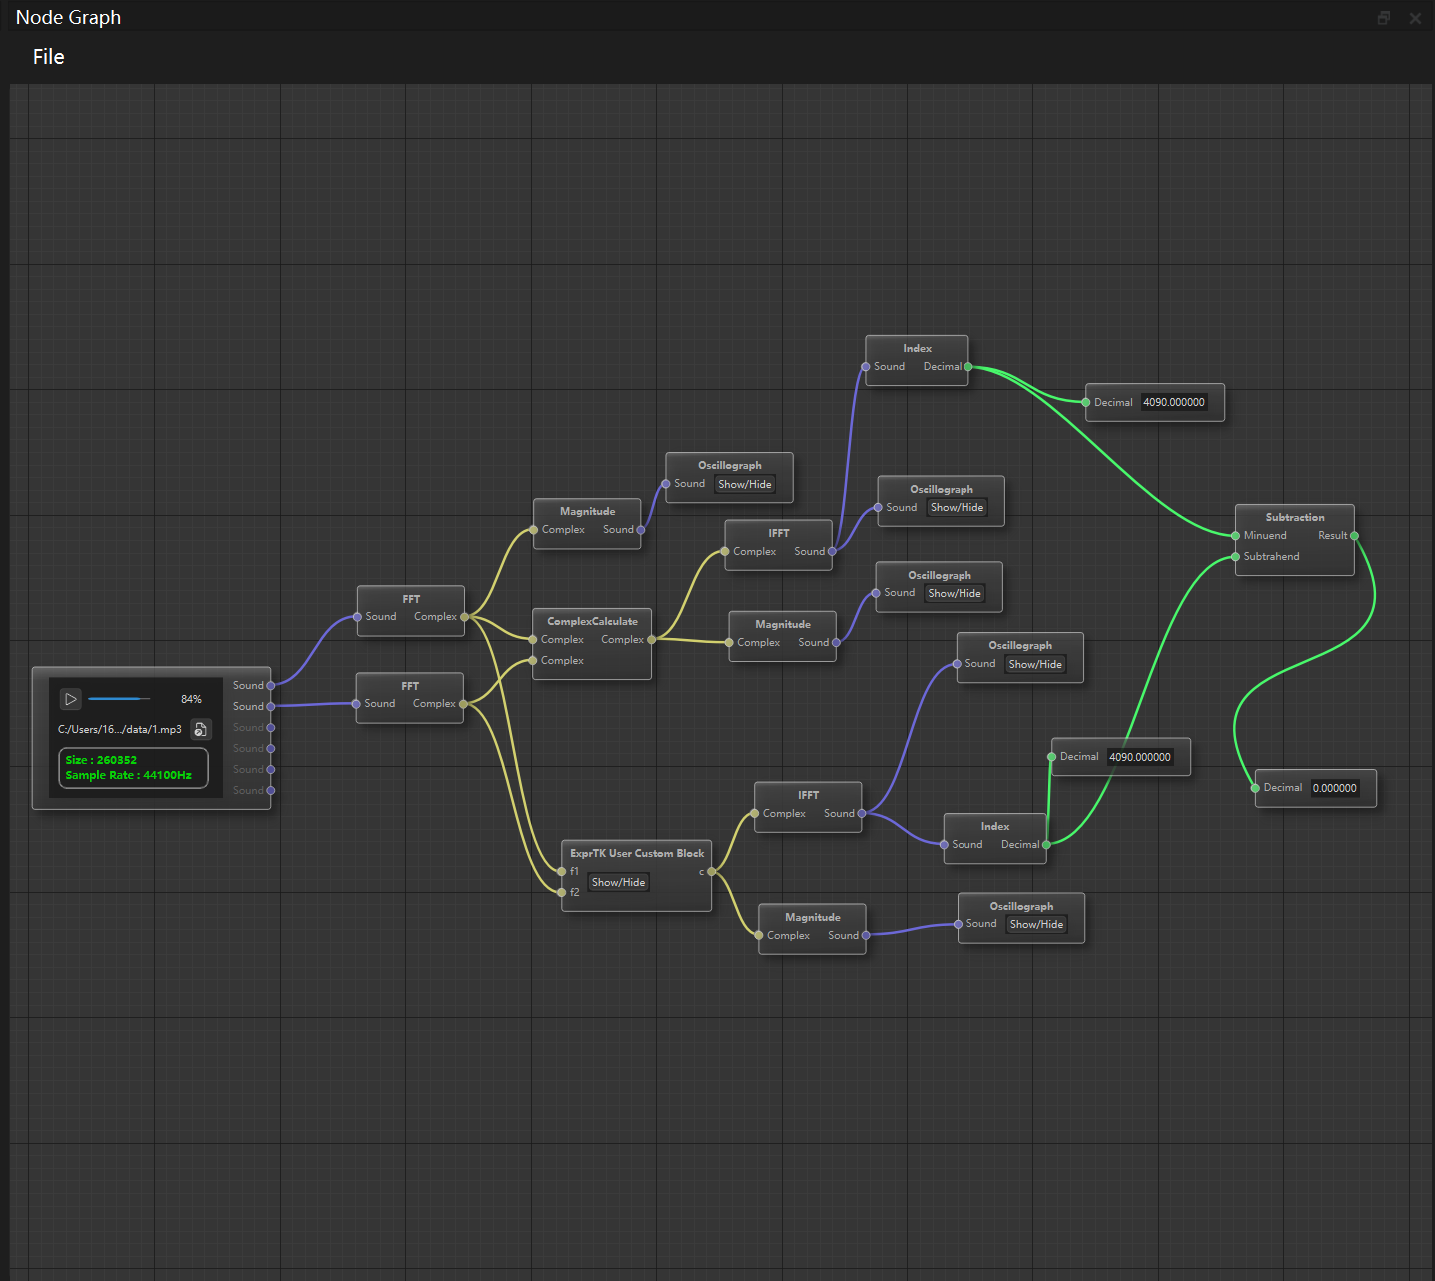 Node Graph
File
Index
Sound Decimal
Decimal 4090.000000
Oscillograph
Sound Show/Hide
Oscillograph
Sound Show/Hide
Magnitude
Complex Sound
IFFT
Complex Sound
Subtraction
Minuend Result
Subtrahend
Oscillograph
Sound Show/Hide
FFT
Sound Complex
ComplexCalculate
Complex Complex
Complex
Magnitude
Complex Sound
Oscillograph
Sound Show/Hide
FFT
Sound Complex
84%
C:/Users/16.../data/1.mp3
Size : 260352
Sample Rate : 44100Hz
Sound
Sound
Sound
Sound
Sound
Sound
Decimal 4090.000000
Decimal 0.000000
IFFT
Complex Sound
Index
Sound Decimal
ExprTK User Custom Block
f1 Show/Hide c
f2
Magnitude
Complex Sound
Oscillograph
Sound Show/Hide